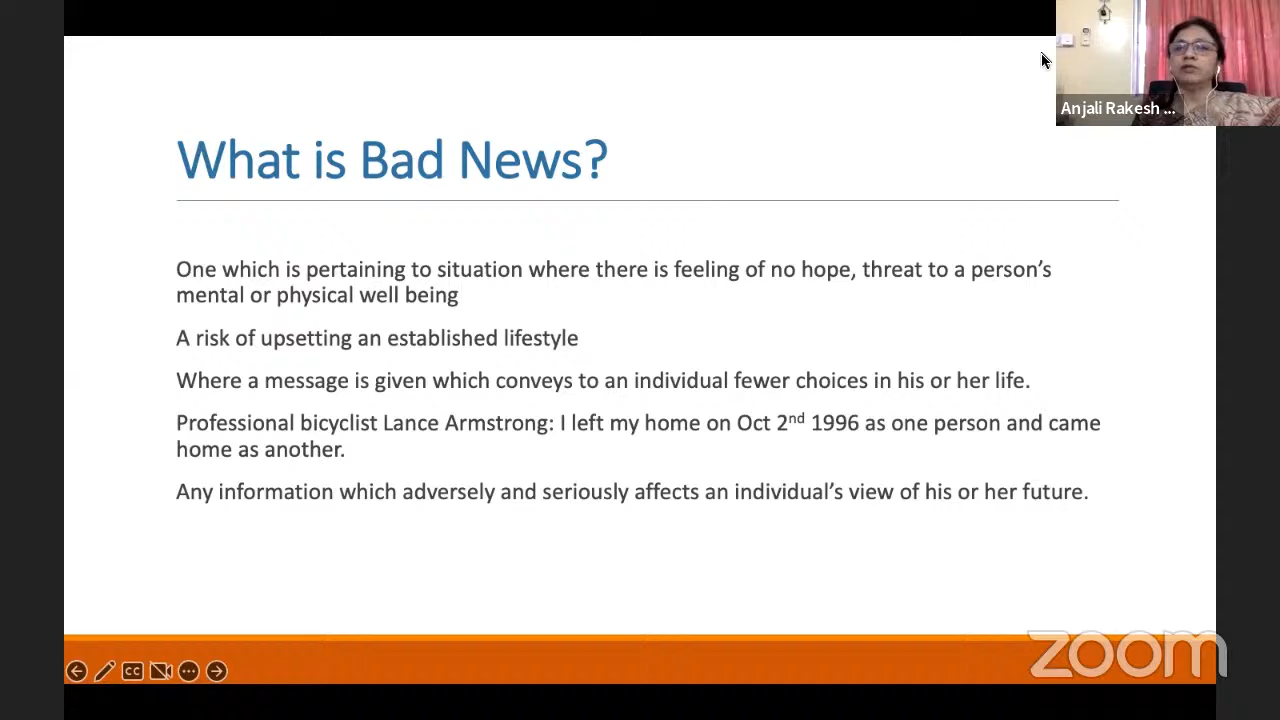 Anjali Rakesh ...
What is Bad News?
One which is pertaining to situation where there is feeling of no hope, threat to a person's
mental or physical well being
A risk of upsetting an established lifestyle
Where a message is given which conveys to an individual fewer choices in his or her life.
Professional bicyclist Lance Armstrong: I left my home on Oct 2nd 1996 as one person and came
home as another.
Any information which adversely and seriously affects an individual's view of his or her future.
CC
zoom